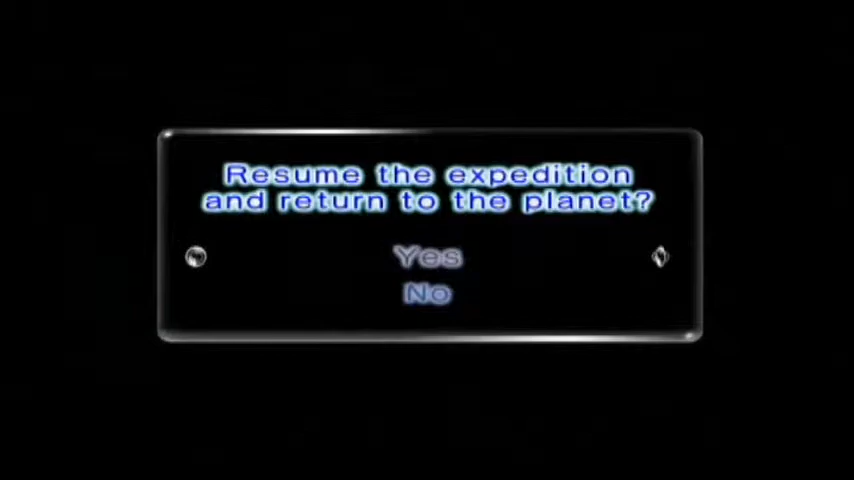 Resume the expedition
and return to the planet?
Yes
No